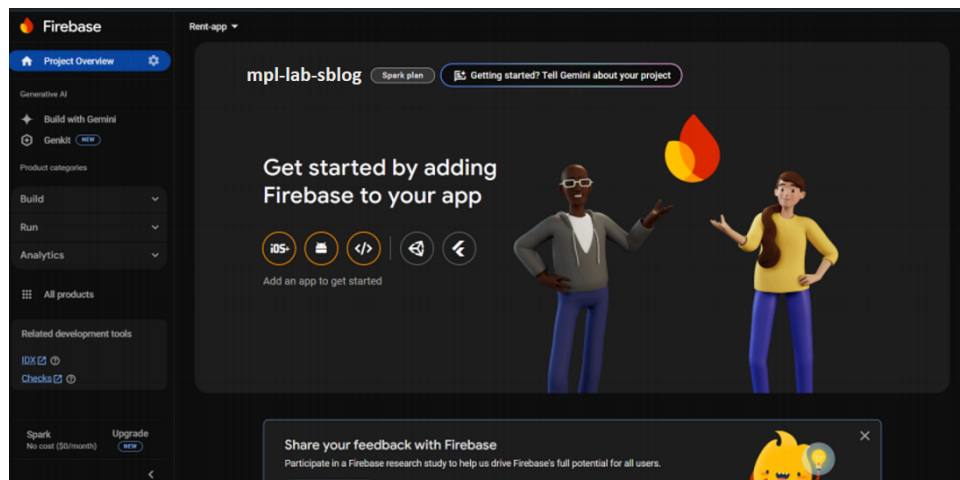 Firebase
Rent-app
Project Overview
mpl-lab-sblog
Spark plan
Getting started? Tell Gemini about your project
Generative AI
Build with Gemini
Genkit NEW
Product categories
Build
Run
Analytics
All products
Related development tools
IDX
Checks
Spark
No cost ($0/month)
Upgrade
NEW
Get started by adding
Firebase to your app
iOS+
</>
Add an app to get started
Share your feedback with Firebase
Participate in a Firebase research study to help us drive Firebase's full potential for all users.